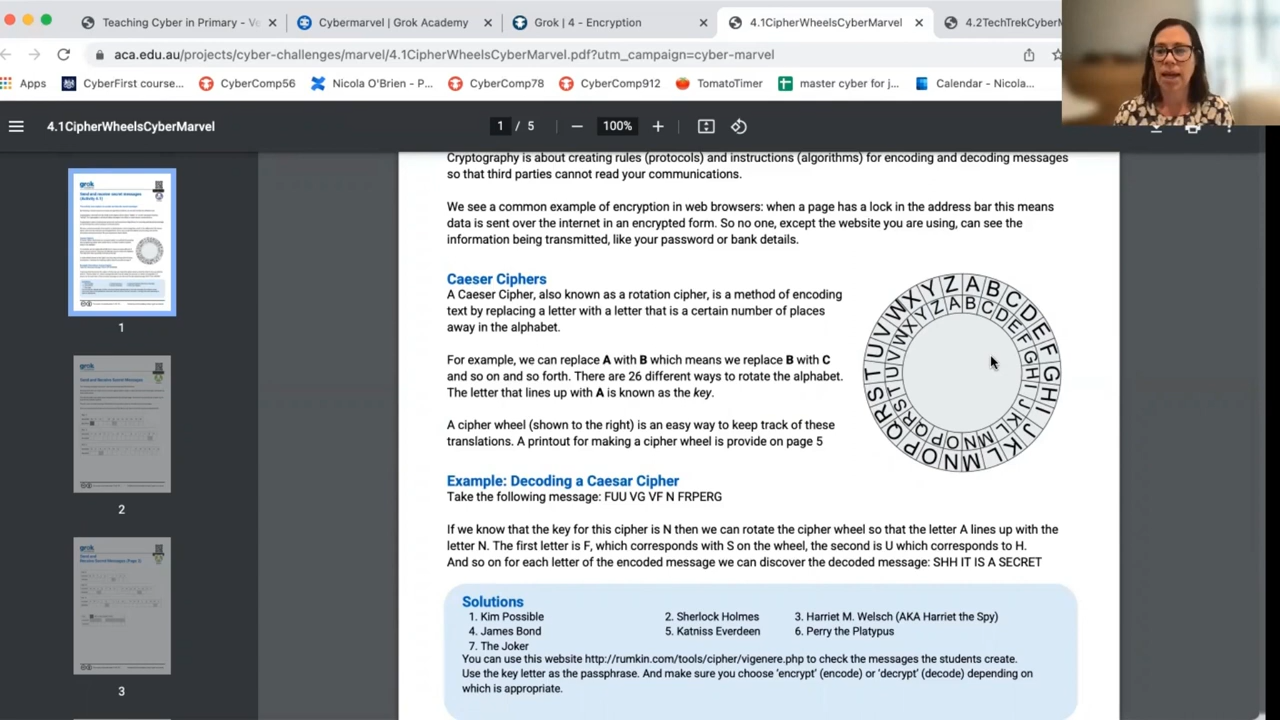 Teaching Cyber in Primary - Ve
Cybermarvel | Grok Academy
Grok | 4 - Encryption
4.1CipherWheelsCyberMarvel
4.2TechTrekCyberM
aca.edu.au/projects/cyber-challenges/marvel/4.1CipherWheelsCyberMarvel.pdf?utm_campaign=cyber-marvel
Apps
CyberFirst course...
CyberComp56
Nicola O'Brien - P...
CyberComp78
CyberComp912
TomatoTimer
master cyber for j...
Calendar - Nicola...
4.1CipherWheelsCyberMarvel
1 / 5
100%
1
2
3
Cryptography is about creating rules (protocols) and instructions (algorithms) for encoding and decoding messages
so that third parties cannot read your communications.
We see a common example of encryption in web browsers: when a page has a lock in the address bar this means
data is sent over the internet in an encrypted form. So no one, except the website you are using, can see the
information being transmitted, like your password or bank details.
Caeser Ciphers
A Caeser Cipher, also known as a rotation cipher, is a method of encoding
text by replacing a letter with a letter that is a certain number of places
away in the alphabet.
For example, we can replace A with B which means we replace B with C
and so on and so forth. There are 26 different ways to rotate the alphabet.
The letter that lines up with A is known as the key.
A cipher wheel (shown to the right) is an easy way to keep track of these
translations. A printout for making a cipher wheel is provide on page 5
A B C D E F G H I J K L M N O P Q R S T U V W X Y Z
A B C D E F G H I J K L M N O P Q R S T U V W X Y Z
Example: Decoding a Caesar Cipher
Take the following message: FUU VG VF N FRPERG
If we know that the key for this cipher is N then we can rotate the cipher wheel so that the letter A lines up with the
letter N. The first letter is F, which corresponds with S on the wheel, the second is U which corresponds to H.
And so on for each letter of the encoded message we can discover the decoded message: SHH IT IS A SECRET
Solutions
1. Kim Possible
2. Sherlock Holmes
3. Harriet M. Welsch (AKA Harriet the Spy)
4. James Bond
5. Katniss Everdeen
6. Perry the Platypus
7. The Joker
You can use this website http://rumkin.com/tools/cipher/vigenere.php to check the messages the students create.
Use the key letter as the passphrase. And make sure you choose 'encrypt' (encode) or 'decrypt' (decode) depending on
which is appropriate.